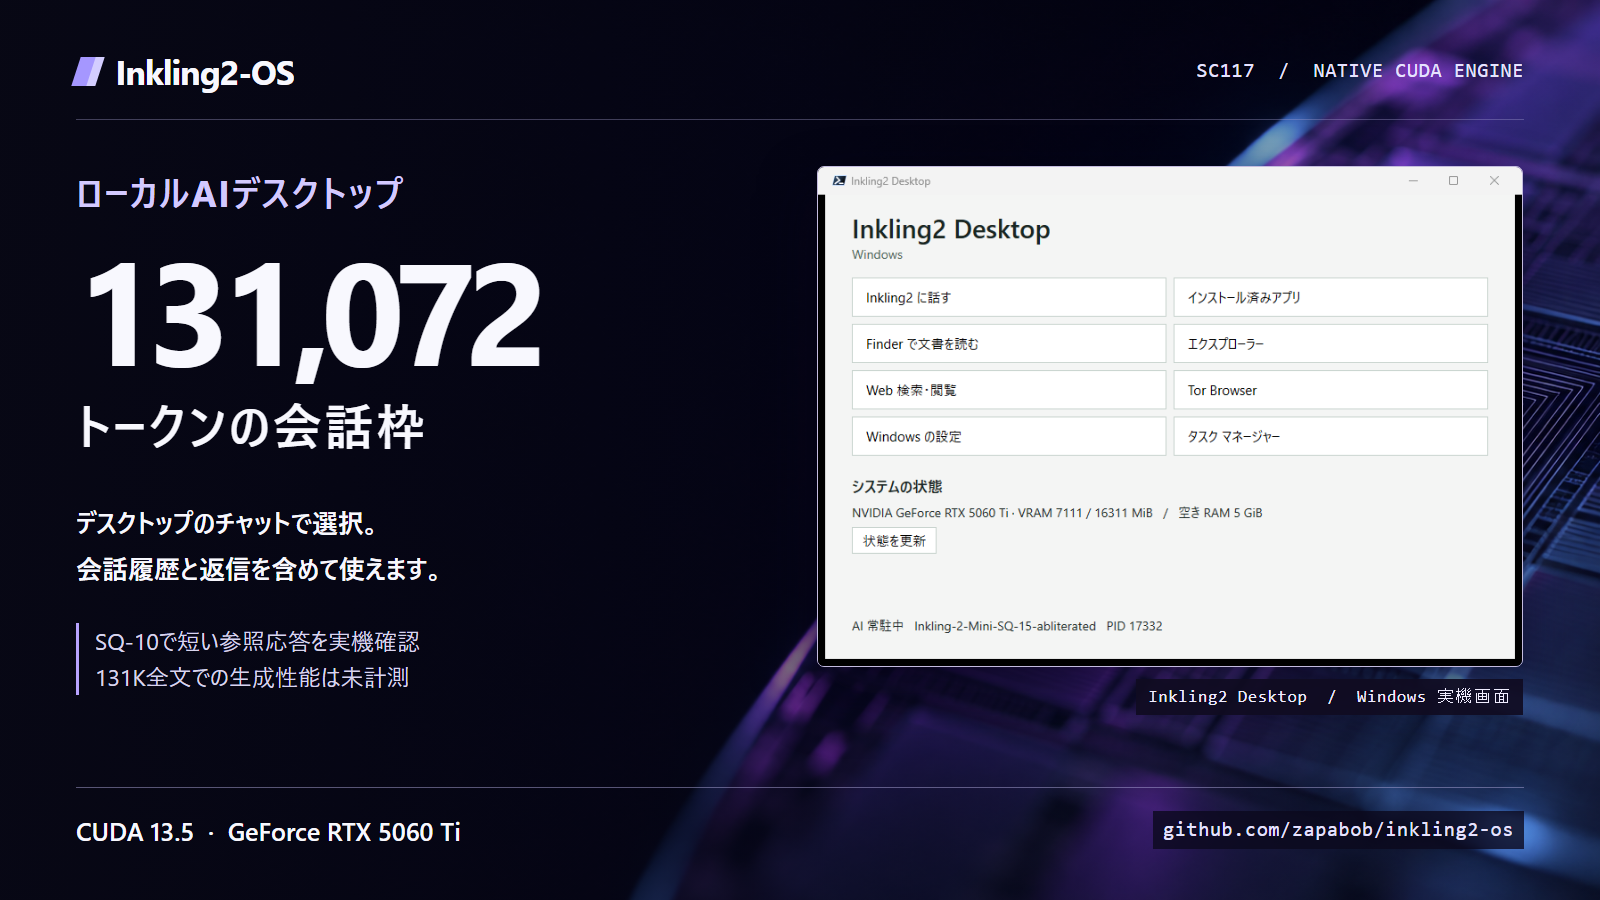 Inkling2-OS
SC117 / NATIVE CUDA ENGINE
ローカルAIデスクトップ
131,072
トークンの会話枠
デスクトップのチャットで選択。
会話履歴と返信を含めて使えます。
SQ-10で短い参照応答を実機確認
131K全文での生成性能は未計測
Inkling2 Desktop
Inkling2 Desktop
Windows
Inkling2 に話す
インストール済みアプリ
Finder で文書を読む
エクスプローラー
Web 検索・閲覧
Tor Browser
Windows の設定
タスク マネージャー
システムの状態
NVIDIA GeForce RTX 5060 Ti · VRAM 7111 / 16311 MiB / 空き RAM 5 GiB
状態を更新
AI 常駐中 Inkling-2-Mini-SQ-15-abliterated PID 17332
Inkling2 Desktop / Windows 実機画面
CUDA 13.5 · GeForce RTX 5060 Ti
github.com/zapabob/inkling2-os